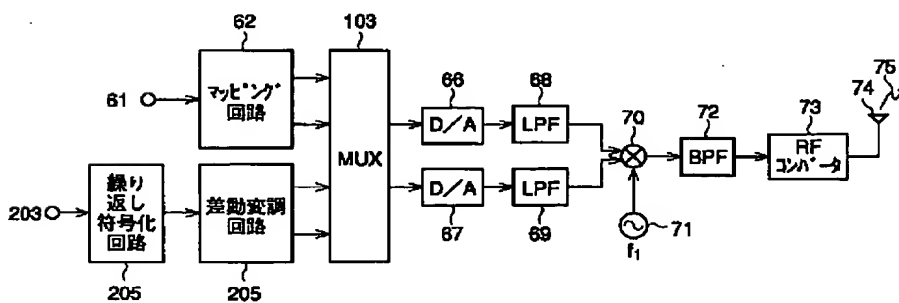 62
103
61
マッピング
回路
MUX
66
D/A
68
LPF
70
72
BPF
73
RF
コンバータ
74
75
203
繰り
返し
符号化
回路
差動変調
回路
D/A
67
LPF
69
71
f₁
205
205